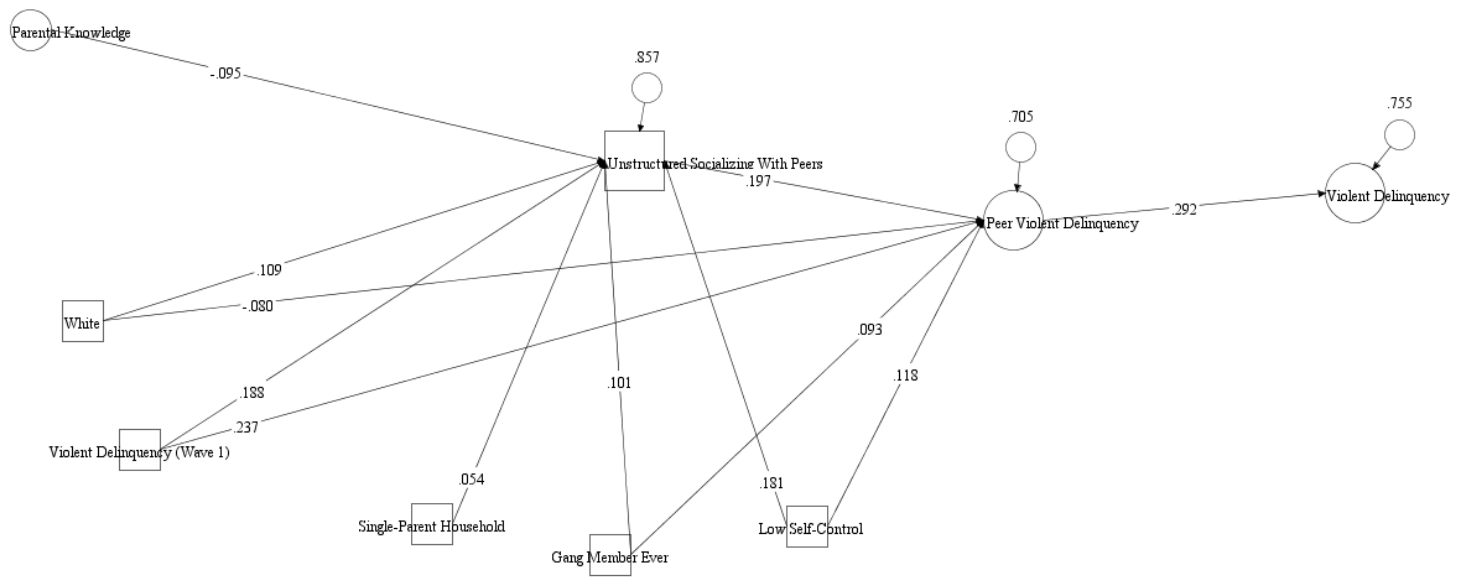 Parental Knowledge
.857
-.095
.755
.705
Unstructured Socializing With Peers
.197
Violent Delinquency
.292
Peer Violent Delinquency
.109
-.080
White
.093
.118
.101
.188
.237
Violent Delinquency (Wave 1)
.054
.181
Single-Parent Household
Low Self-Control
Gang Member Ever